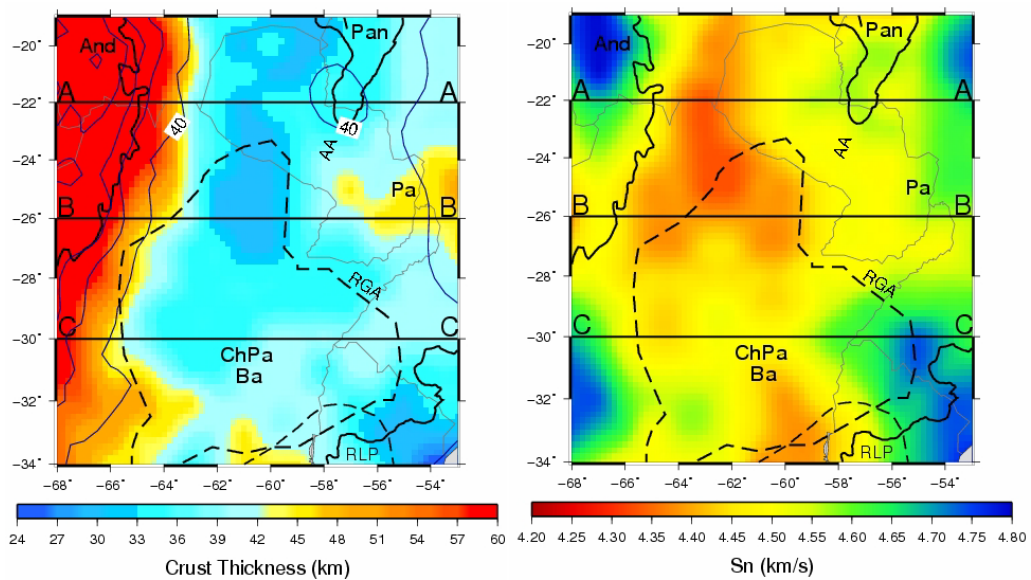 −20˚
−22˚
−24˚
−26˚
−28˚
−30˚
−32˚
−34˚
And
Pan
A
A
40
40
AA
Pa
B
B
RGA
C
C
ChPa
Ba
RLP
−68˚ −66˚ −64˚ −62˚ −60˚ −58˚ −56˚ −54˚
24 27 30 33 36 39 42 45 48 51 54 57 60
Crust Thickness (km)
−20˚
−22˚
−24˚
−26˚
−28˚
−30˚
−32˚
−34˚
And
Pan
A
A
AA
Pa
B
B
RGA
C
C
ChPa
Ba
RLP
−68˚ −66˚ −64˚ −62˚ −60˚ −58˚ −56˚ −54˚
4.20 4.25 4.30 4.35 4.40 4.45 4.50 4.55 4.60 4.65 4.70 4.75 4.80
Sn (km/s)